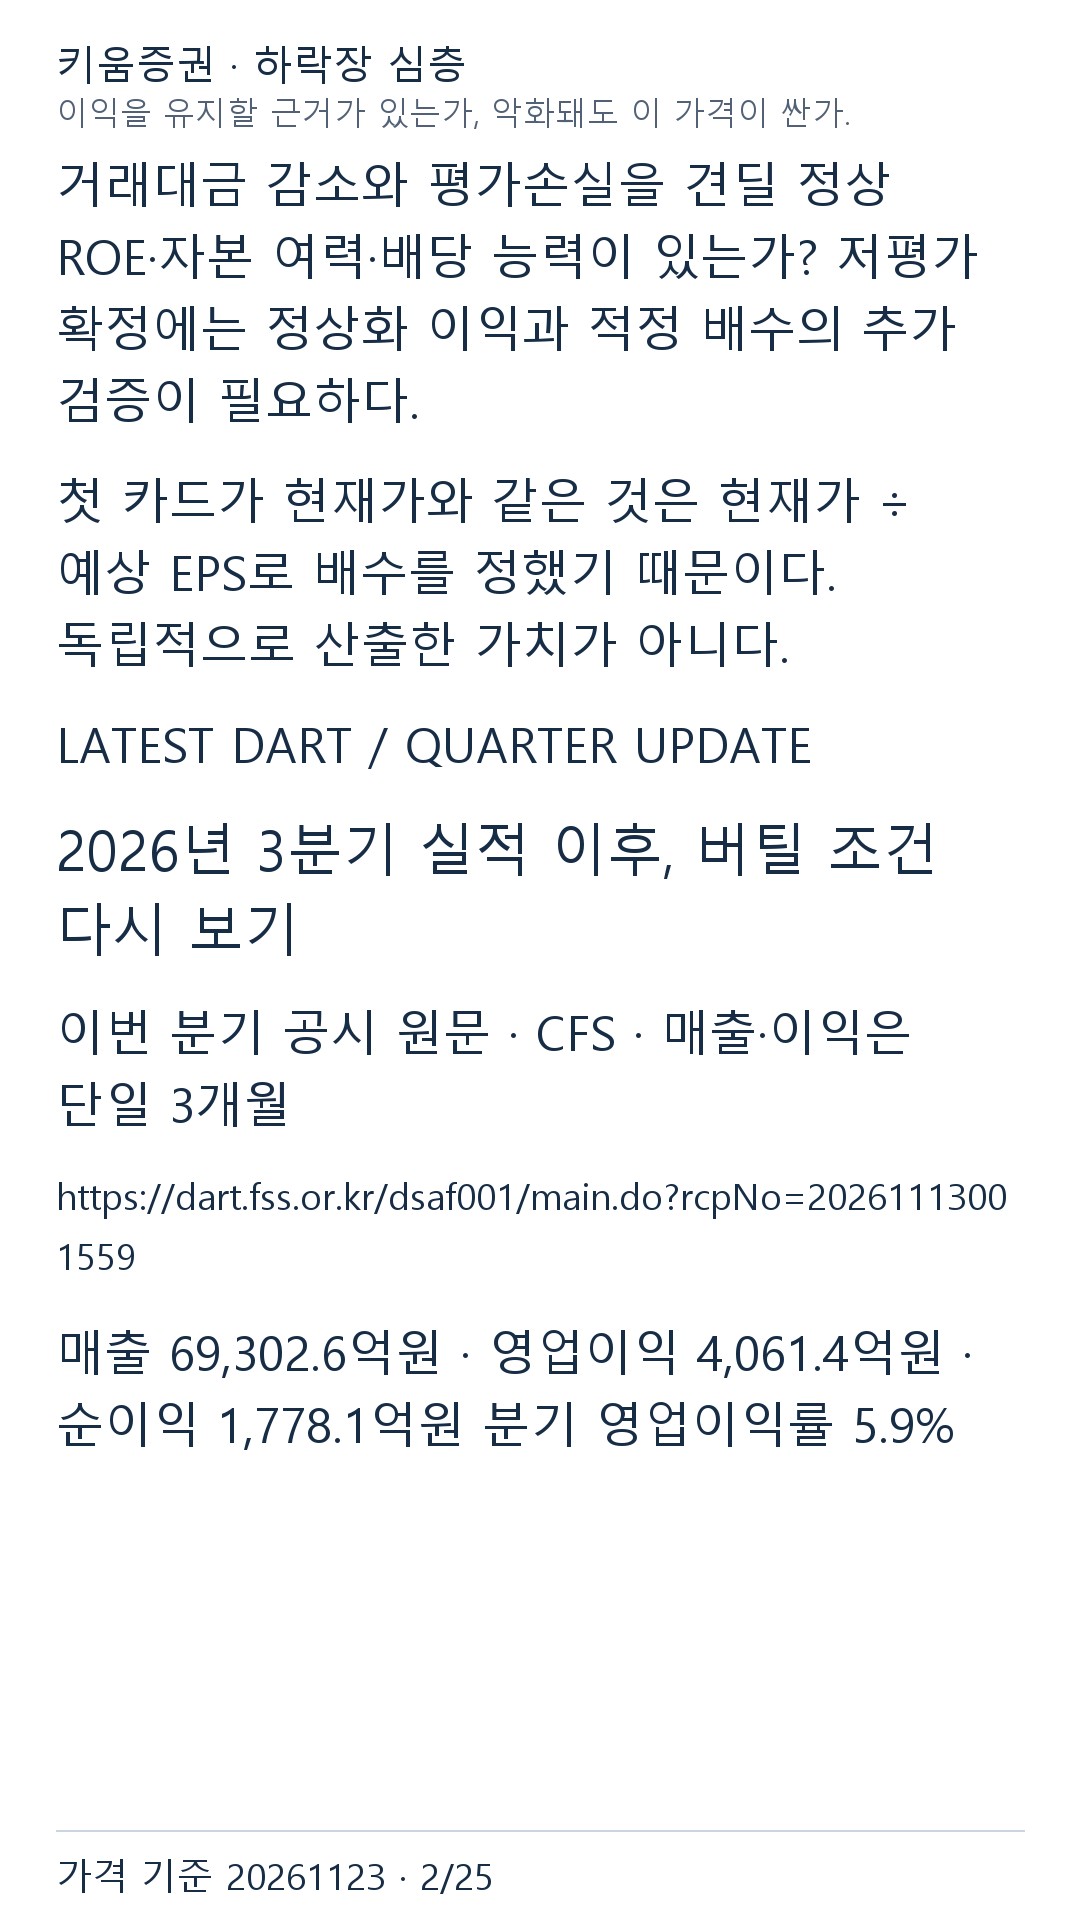 키움증권 · 하락장 심층
이익을 유지할 근거가 있는가, 악화돼도 이 가격이 싼가.
거래대금 감소와 평가손실을 견딜 정상
ROE·자본 여력·배당 능력이 있는가? 저평가
확정에는 정상화 이익과 적정 배수의 추가
검증이 필요하다.
첫 카드가 현재가와 같은 것은 현재가 ÷
예상 EPS로 배수를 정했기 때문이다.
독립적으로 산출한 가치가 아니다.
LATEST DART / QUARTER UPDATE
2026년 3분기 실적 이후, 버틸 조건
다시 보기
이번 분기 공시 원문 · CFS · 매출·이익은
단일 3개월
https://dart.fss.or.kr/dsaf001/main.do?rcpNo=2026111300
1559
매출 69,302.6억원 · 영업이익 4,061.4억원 ·
순이익 1,778.1억원 분기 영업이익률 5.9%
가격 기준 20261123 · 2/25